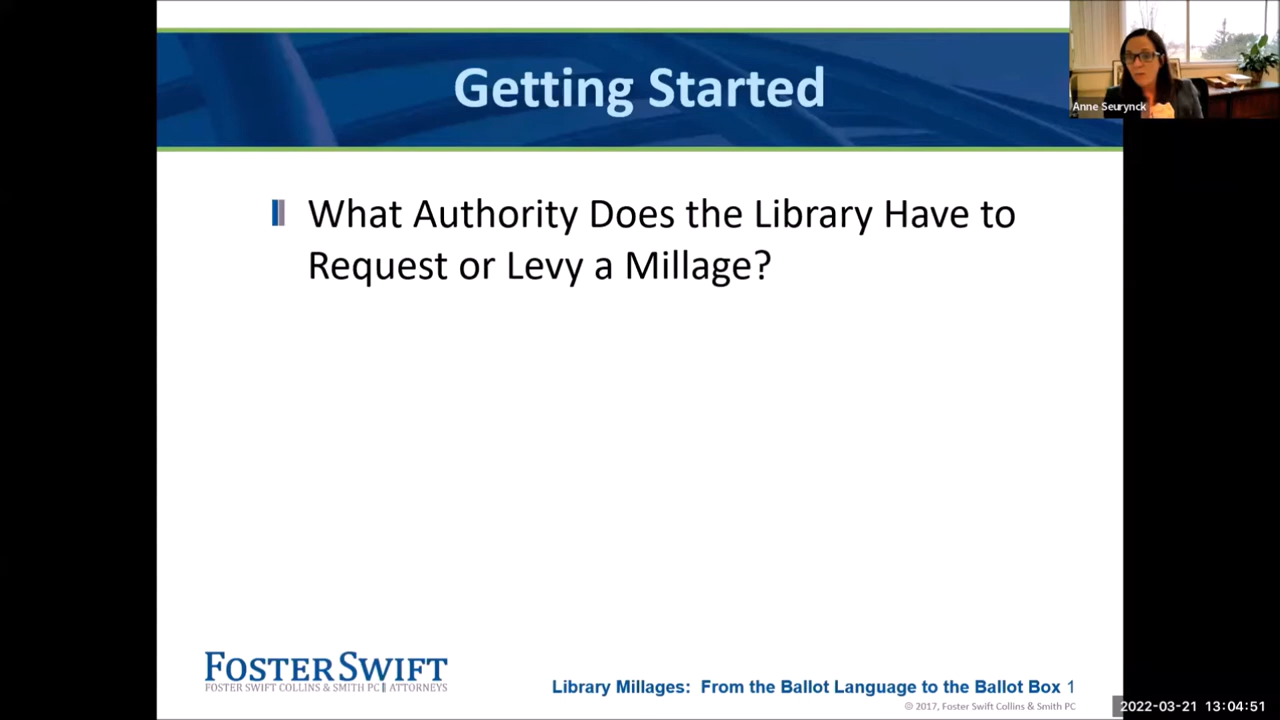 Getting Started
Anne Seurynck
What Authority Does the Library Have to
Request or Levy a Millage?
FOSTER SWIFT
FOSTER SWIFT COLLINS & SMITH PC || ATTORNEYS
Library Millages: From the Ballot Language to the Ballot Box 1
© 2017, Foster Swift Collins & Smith PC
2022-03-21 13:04:51